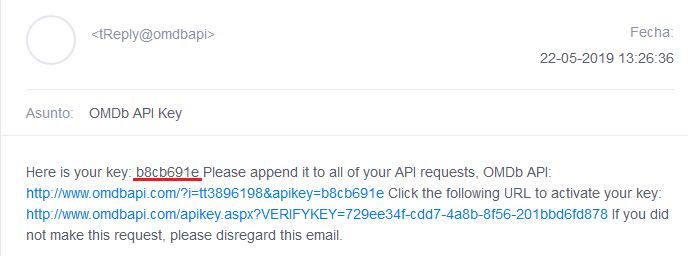 <tReply@omdbapi>
Fecha:
22-05-2019 13:26:36
Asunto: OMDb API Key
Here is your key: b8cb691e Please append it to all of your API requests, OMDb API:
http://www.omdbapi.com/?i=tt3896198&apikey=b8cb691e Click the following URL to activate your key:
http://www.omdbapi.com/apikey.aspx?VERIFYKEY=729ee34f-cdd7-4a8b-8f56-201bbd6fd878 If you did
not make this request, please disregard this email.